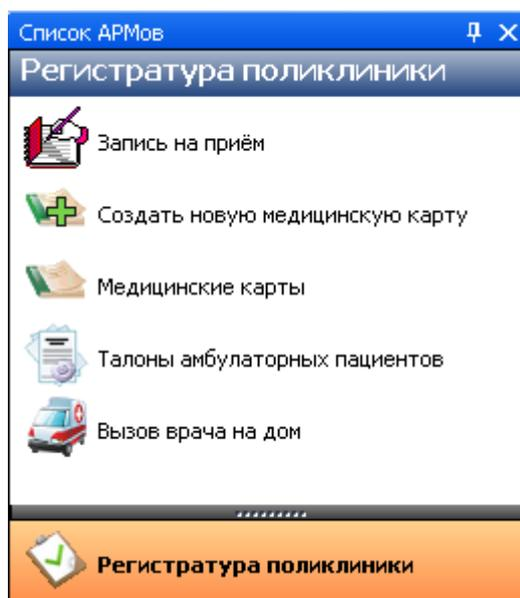 Список АРМов
Регистратура поликлиники
Запись на приём
Создать новую медицинскую карту
Медицинские карты
Талоны амбулаторных пациентов
Вызов врача на дом
Регистратура поликлиники